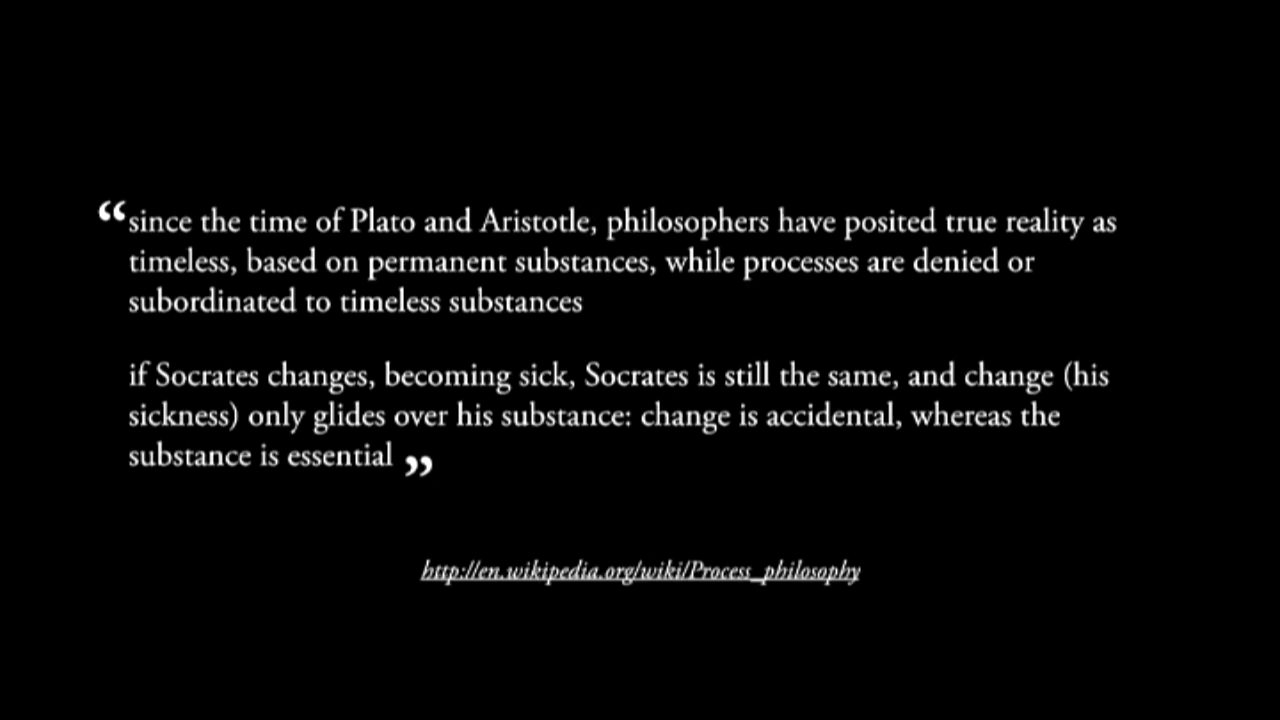 “since the time of Plato and Aristotle, philosophers have posited true reality as
timeless, based on permanent substances, while processes are denied or
subordinated to timeless substances
if Socrates changes, becoming sick, Socrates is still the same, and change (his
sickness) only glides over his substance: change is accidental, whereas the
substance is essential ”
http://en.wikipedia.org/wiki/Process_philosophy